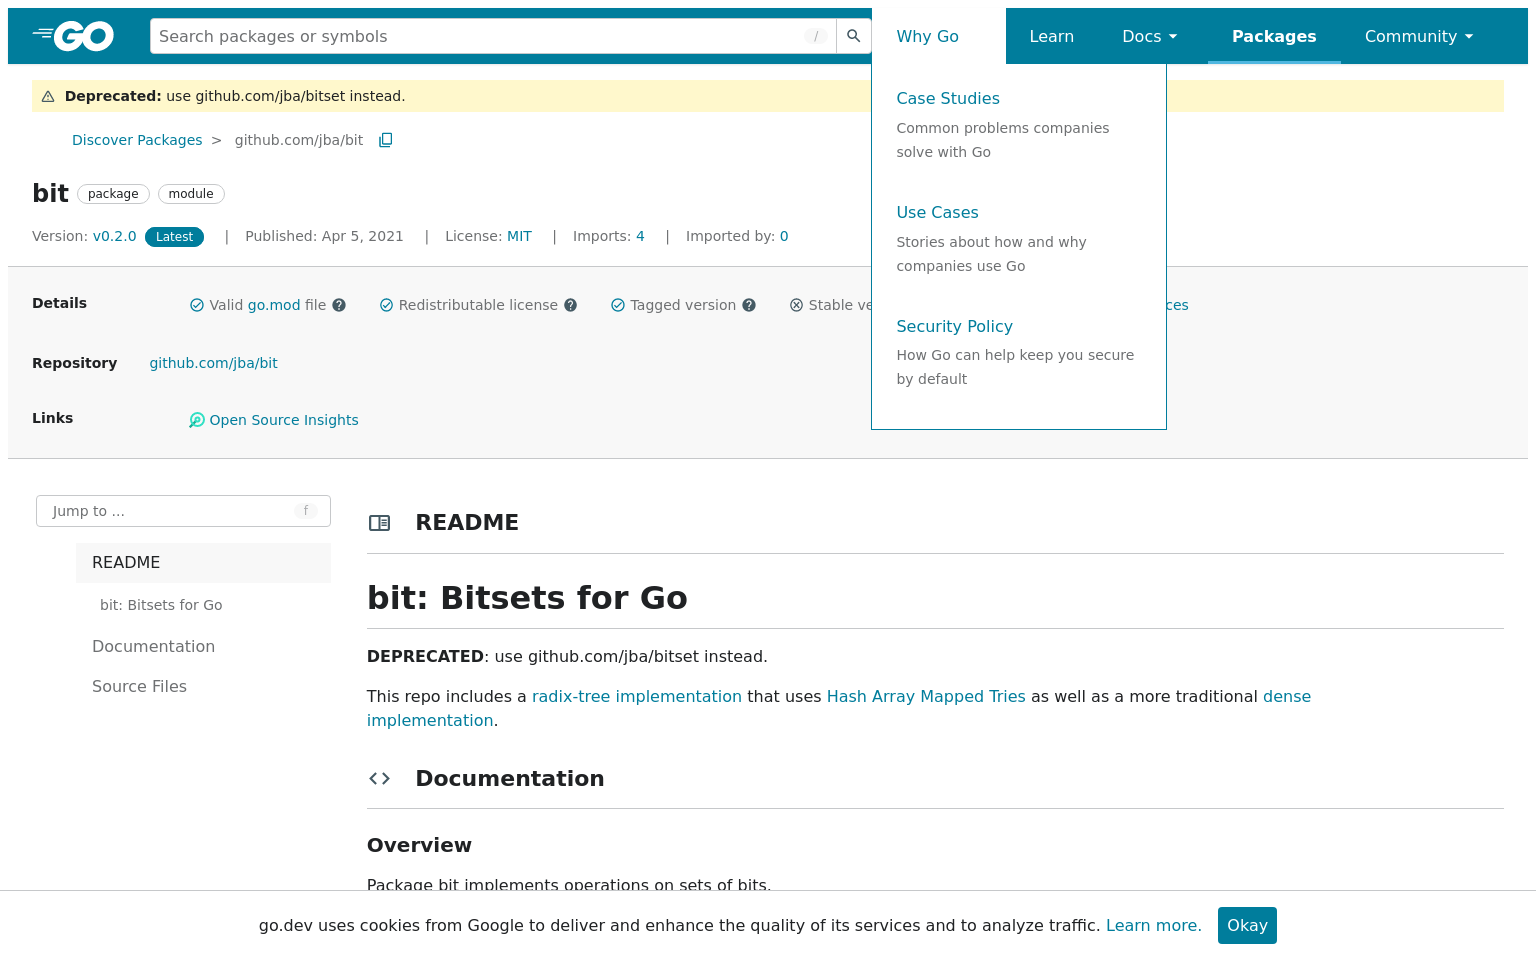 GO
Search packages or symbols
/
Why Go
Learn
Docs
Packages
Community
Deprecated: use github.com/jba/bitset instead.
Case Studies
Common problems companies
solve with Go
Use Cases
Stories about how and why
companies use Go
Security Policy
How Go can help keep you secure
by default
Discover Packages > github.com/jba/bit
bit package module
Version: v0.2.0 Latest | Published: Apr 5, 2021 | License: MIT | Imports: 4 | Imported by: 0
Details
Valid go.mod file
Redistributable license
Tagged version
Stable ve
ces
Repository
github.com/jba/bit
Links
Open Source Insights
Jump to ...
f
README
bit: Bitsets for Go
Documentation
Source Files
README
bit: Bitsets for Go
DEPRECATED: use github.com/jba/bitset instead.
This repo includes a radix-tree implementation that uses Hash Array Mapped Tries as well as a more traditional dense
implementation.
Documentation
Overview
Package bit implements operations on sets of bits.
go.dev uses cookies from Google to deliver and enhance the quality of its services and to analyze traffic. Learn more.
Okay